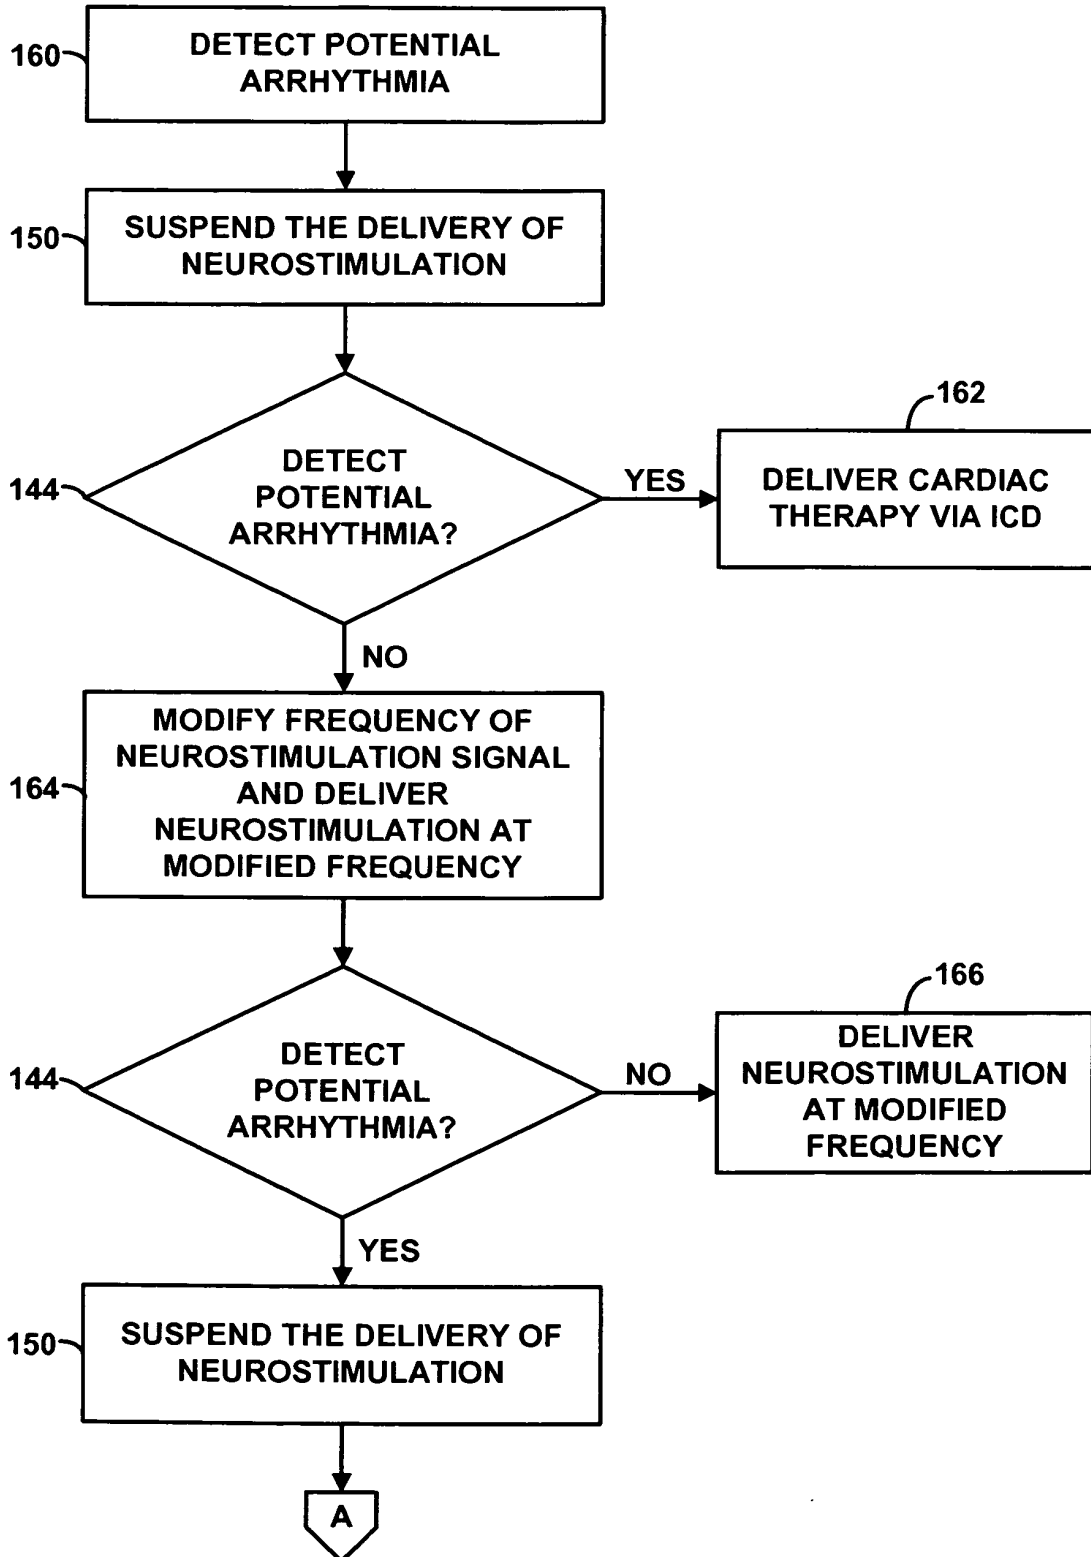 160
DETECT POTENTIAL
ARRHYTHMIA
150
SUSPEND THE DELIVERY OF
NEUROSTIMULATION
144
DETECT
POTENTIAL
ARRHYTHMIA?
YES
162
DELIVER CARDIAC
THERAPY VIA ICD
NO
164
MODIFY FREQUENCY OF
NEUROSTIMULATION SIGNAL
AND DELIVER
NEUROSTIMULATION AT
MODIFIED FREQUENCY
144
DETECT
POTENTIAL
ARRHYTHMIA?
NO
166
DELIVER
NEUROSTIMULATION
AT MODIFIED
FREQUENCY
YES
150
SUSPEND THE DELIVERY OF
NEUROSTIMULATION
A